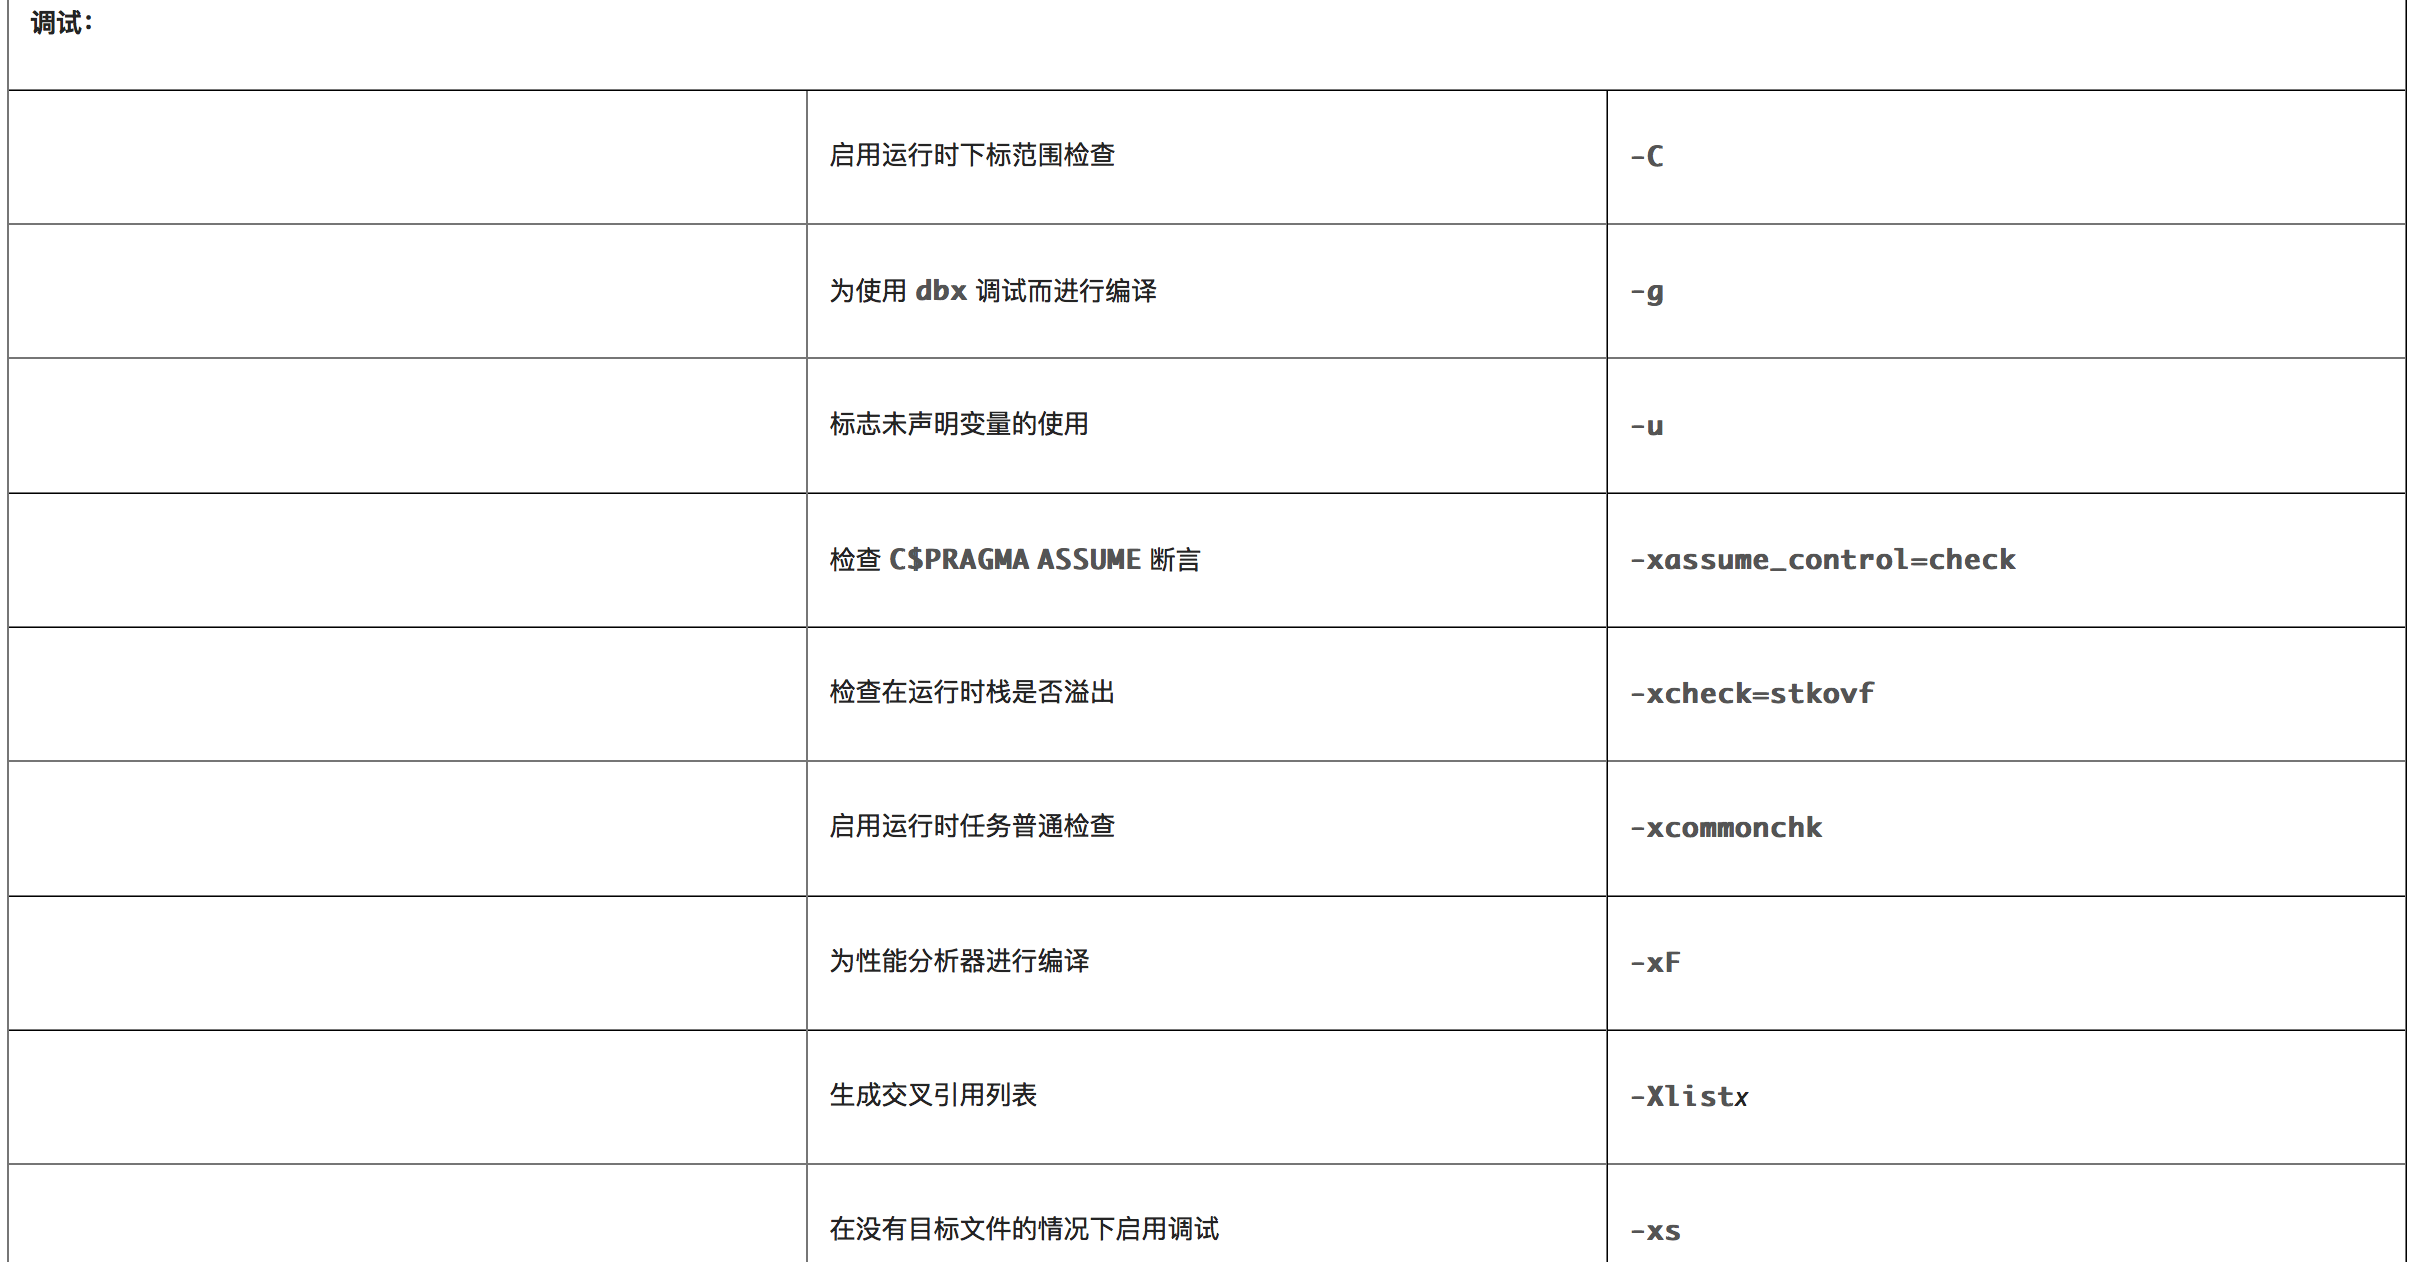 调试：
启用运行时下标范围检查 -C
为使用 dbx 调试而进行编译 -g
标志未声明变量的使用 -u
检查 C$PRAGMA ASSUME 断言 -xassume_control=check
检查在运行时栈是否溢出 -xcheck=stkovf
启用运行时任务普通检查 -xcommonchk
为性能分析器进行编译 -xF
生成交叉引用列表 -Xlistx
在没有目标文件的情况下启用调试 -xs